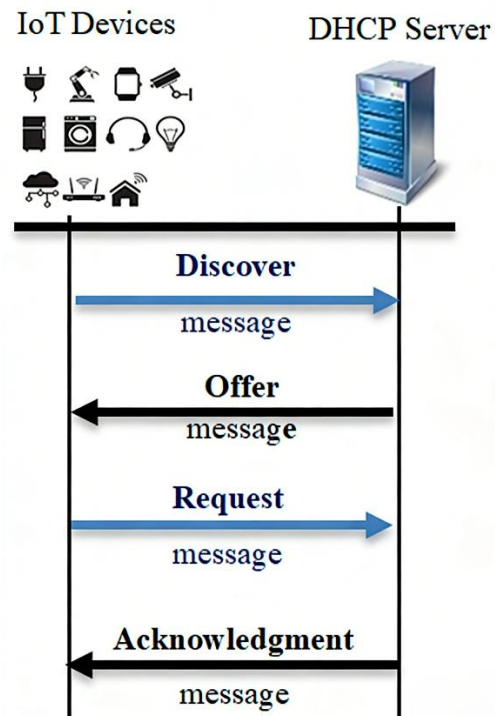 IoT Devices
DHCP Server
Discover
message
Offer
message
Request
message
Acknowledgment
message